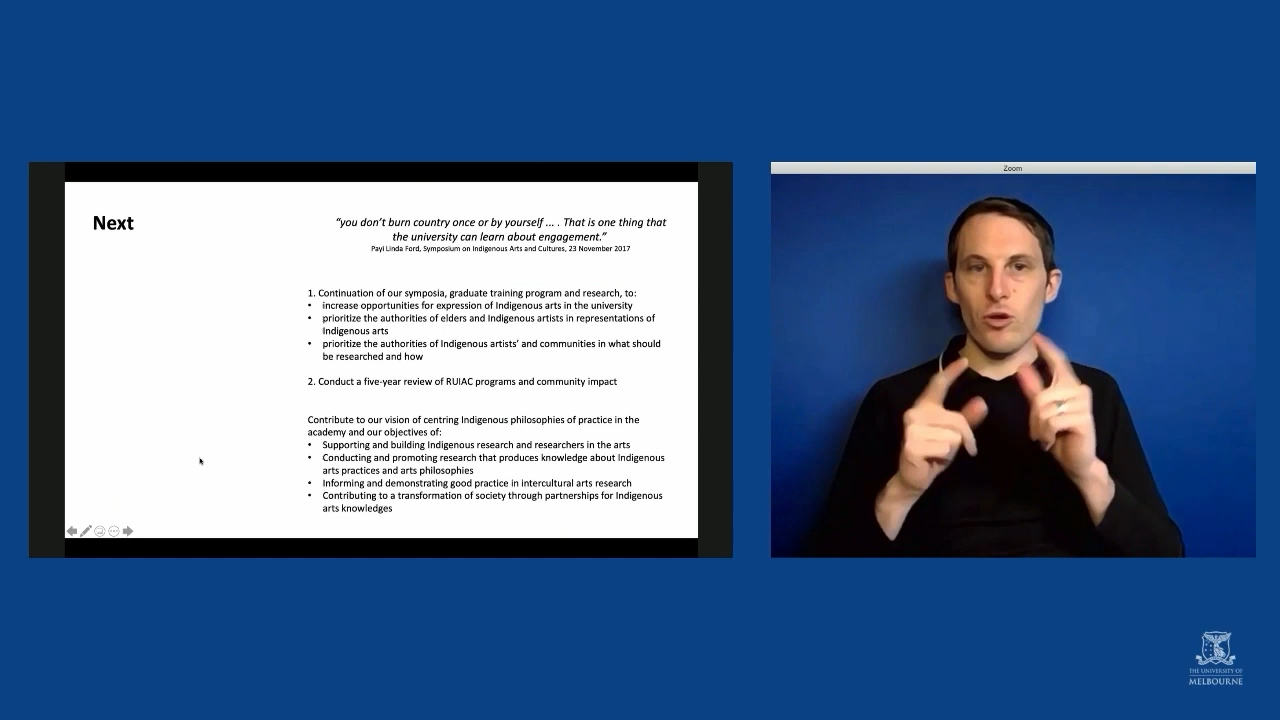 Zoom
Next
“you don’t burn country once or by yourself ... . That is one thing that
the university can learn about engagement.”
Payi Linda Ford, Symposium on Indigenous Arts and Cultures, 23 November 2017
1. Continuation of our symposia, graduate training program and research, to:
• increase opportunities for expression of Indigenous arts in the university
• prioritize the authorities of elders and Indigenous artists in representations of
Indigenous arts
• prioritize the authorities of Indigenous artists’ and communities in what should
be researched and how
2. Conduct a five-year review of RUIAC programs and community impact
Contribute to our vision of centring Indigenous philosophies of practice in the
academy and our objectives of:
• Supporting and building Indigenous research and researchers in the arts
• Conducting and promoting research that produces knowledge about Indigenous
arts practices and arts philosophies
• Informing and demonstrating good practice in intercultural arts research
• Contributing to a transformation of society through partnerships for Indigenous
arts knowledges
THE UNIVERSITY OF
MELBOURNE